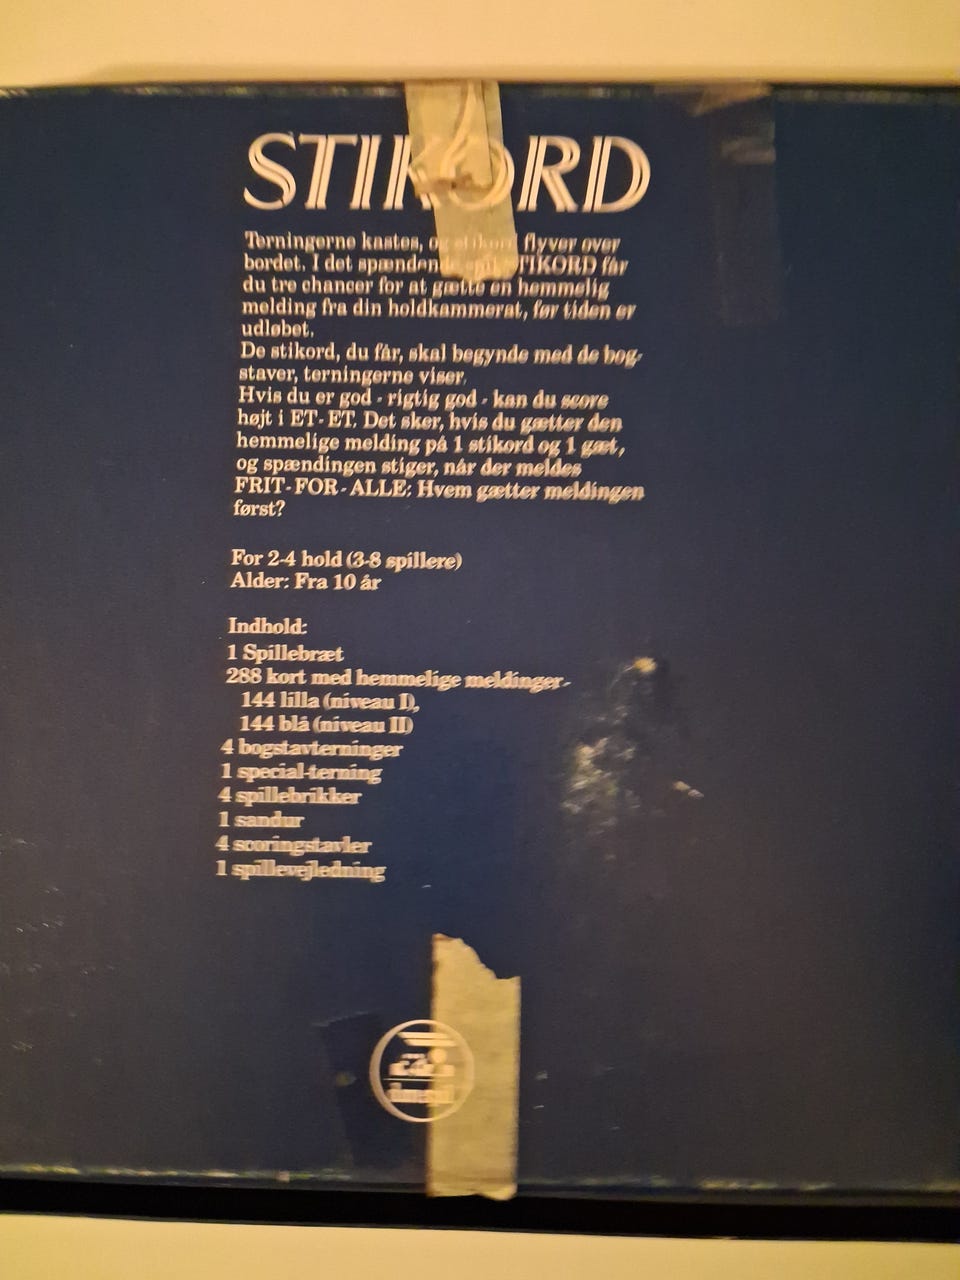 STIKORD
Terningerne kastes, og stikord flyver over
bordet. I det spændende spil STIKORD får
du tre chancer for at gætte en hemmelig
melding fra din holdkammerat, før tiden er
udløbet.
De stikord, du får, skal begynde med de bog-
staver, terningerne viser.
Hvis du er god - rigtig god - kan du score
højt i ET-ET. Det sker, hvis du gætter den
hemmelige melding på 1 stikord og 1 gæt,
og spændingen stiger, når der meldes
FRIT-FOR-ALLE: Hvem gætter meldingen
først?
For 2-4 hold (3-8 spillere)
Alder: Fra 10 år
Indhold:
1 Spillebræt
288 kort med hemmelige meldinger-
144 lilla (niveau I),
144 blå (niveau II)
4 bogstavterninger
1 special-terning
4 spillebrikker
1 sandur
4 scoringstavler
1 spillevejledning